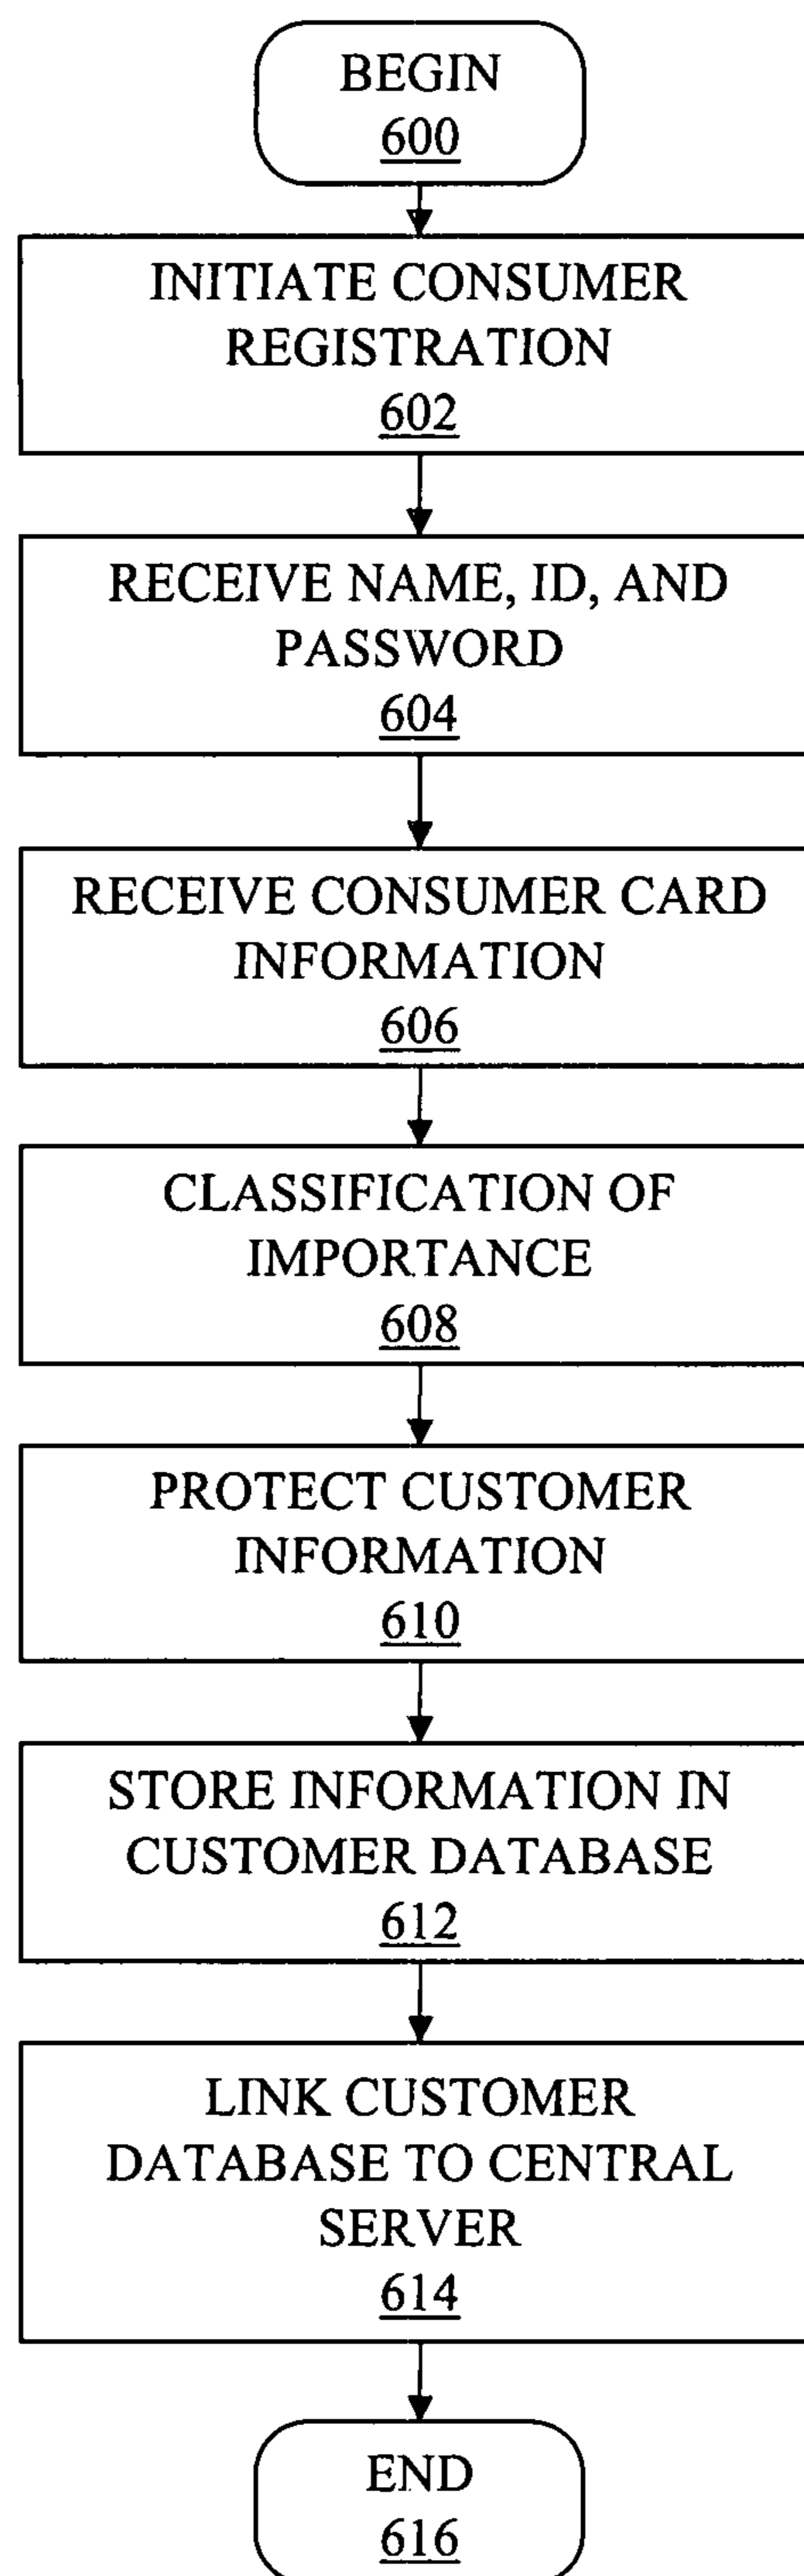 BEGIN
600
INITIATE CONSUMER
REGISTRATION
602
RECEIVE NAME, ID, AND
PASSWORD
604
RECEIVE CONSUMER CARD
INFORMATION
606
CLASSIFICATION OF
IMPORTANCE
608
PROTECT CUSTOMER
INFORMATION
610
STORE INFORMATION IN
CUSTOMER DATABASE
612
LINK CUSTOMER
DATABASE TO CENTRAL
SERVER
614
END
616